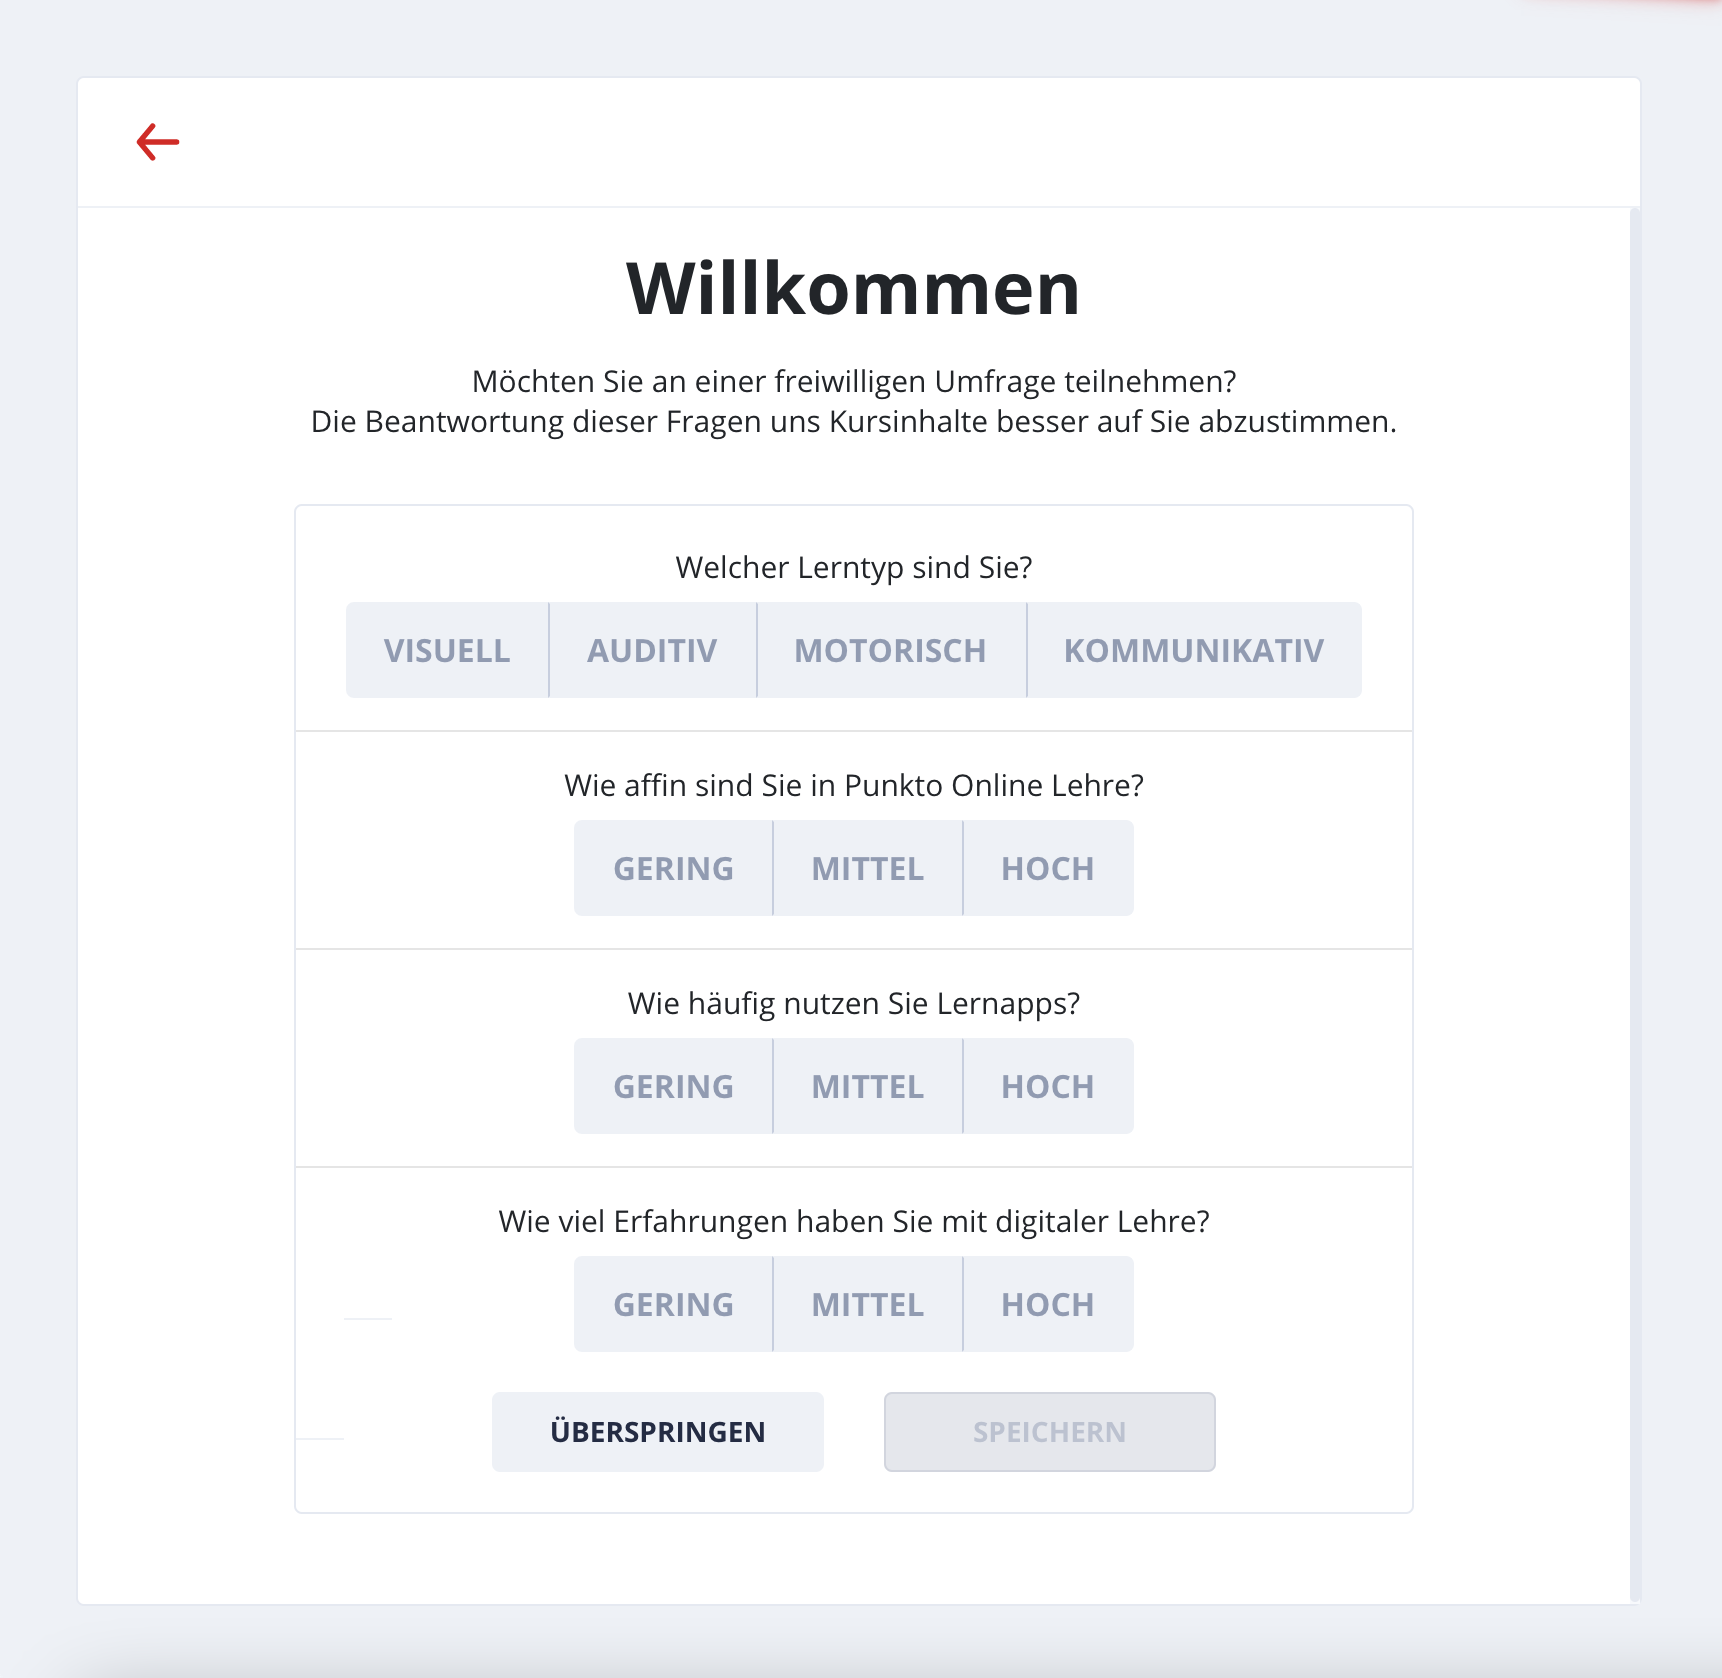 Willkommen
Möchten Sie an einer freiwilligen Umfrage teilnehmen?
Die Beantwortung dieser Fragen uns Kursinhalte besser auf Sie abzustimmen.
Welcher Lerntyp sind Sie?
VISUELL AUDITIV MOTORISCH KOMMUNIKATIV
Wie affin sind Sie in Punkto Online Lehre?
GERING MITTEL HOCH
Wie häufig nutzen Sie Lernapps?
GERING MITTEL HOCH
Wie viel Erfahrungen haben Sie mit digitaler Lehre?
GERING MITTEL HOCH
ÜBERSPRINGEN SPEICHERN